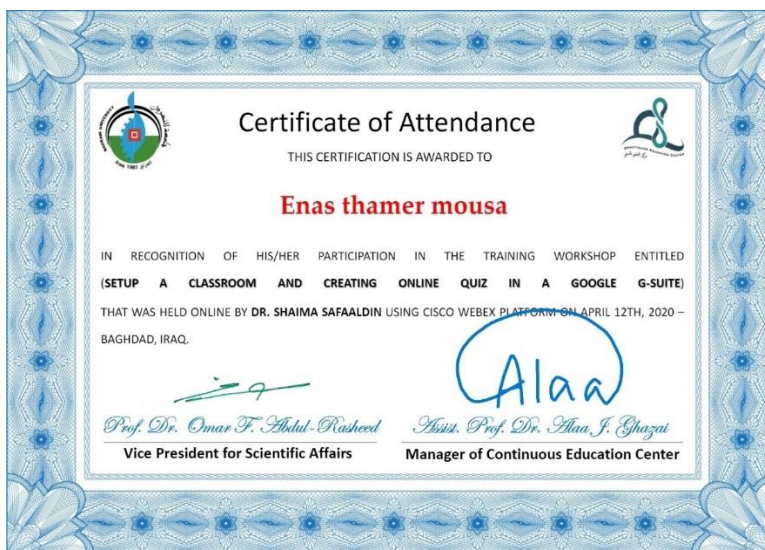 Certificate of Attendance
THIS CERTIFICATION IS AWARDED TO
Enas thamer mousa
IN RECOGNITION OF HIS/HER PARTICIPATION IN THE TRAINING WORKSHOP ENTITLED
(SETUP A CLASSROOM AND CREATING ONLINE QUIZ IN A GOOGLE G-SUITE)
THAT WAS HELD ONLINE BY DR. SHAIMA SAFAALDIN USING CISCO WEBEX PLATFORM ON APRIL 12TH, 2020 –
BAGHDAD, IRAQ.
Alaa
Prof. Dr. Omar F. Abdul-Rasheed
Assist. Prof. Dr. Alaa J. Ghazai
Vice President for Scientific Affairs
Manager of Continuous Education Center